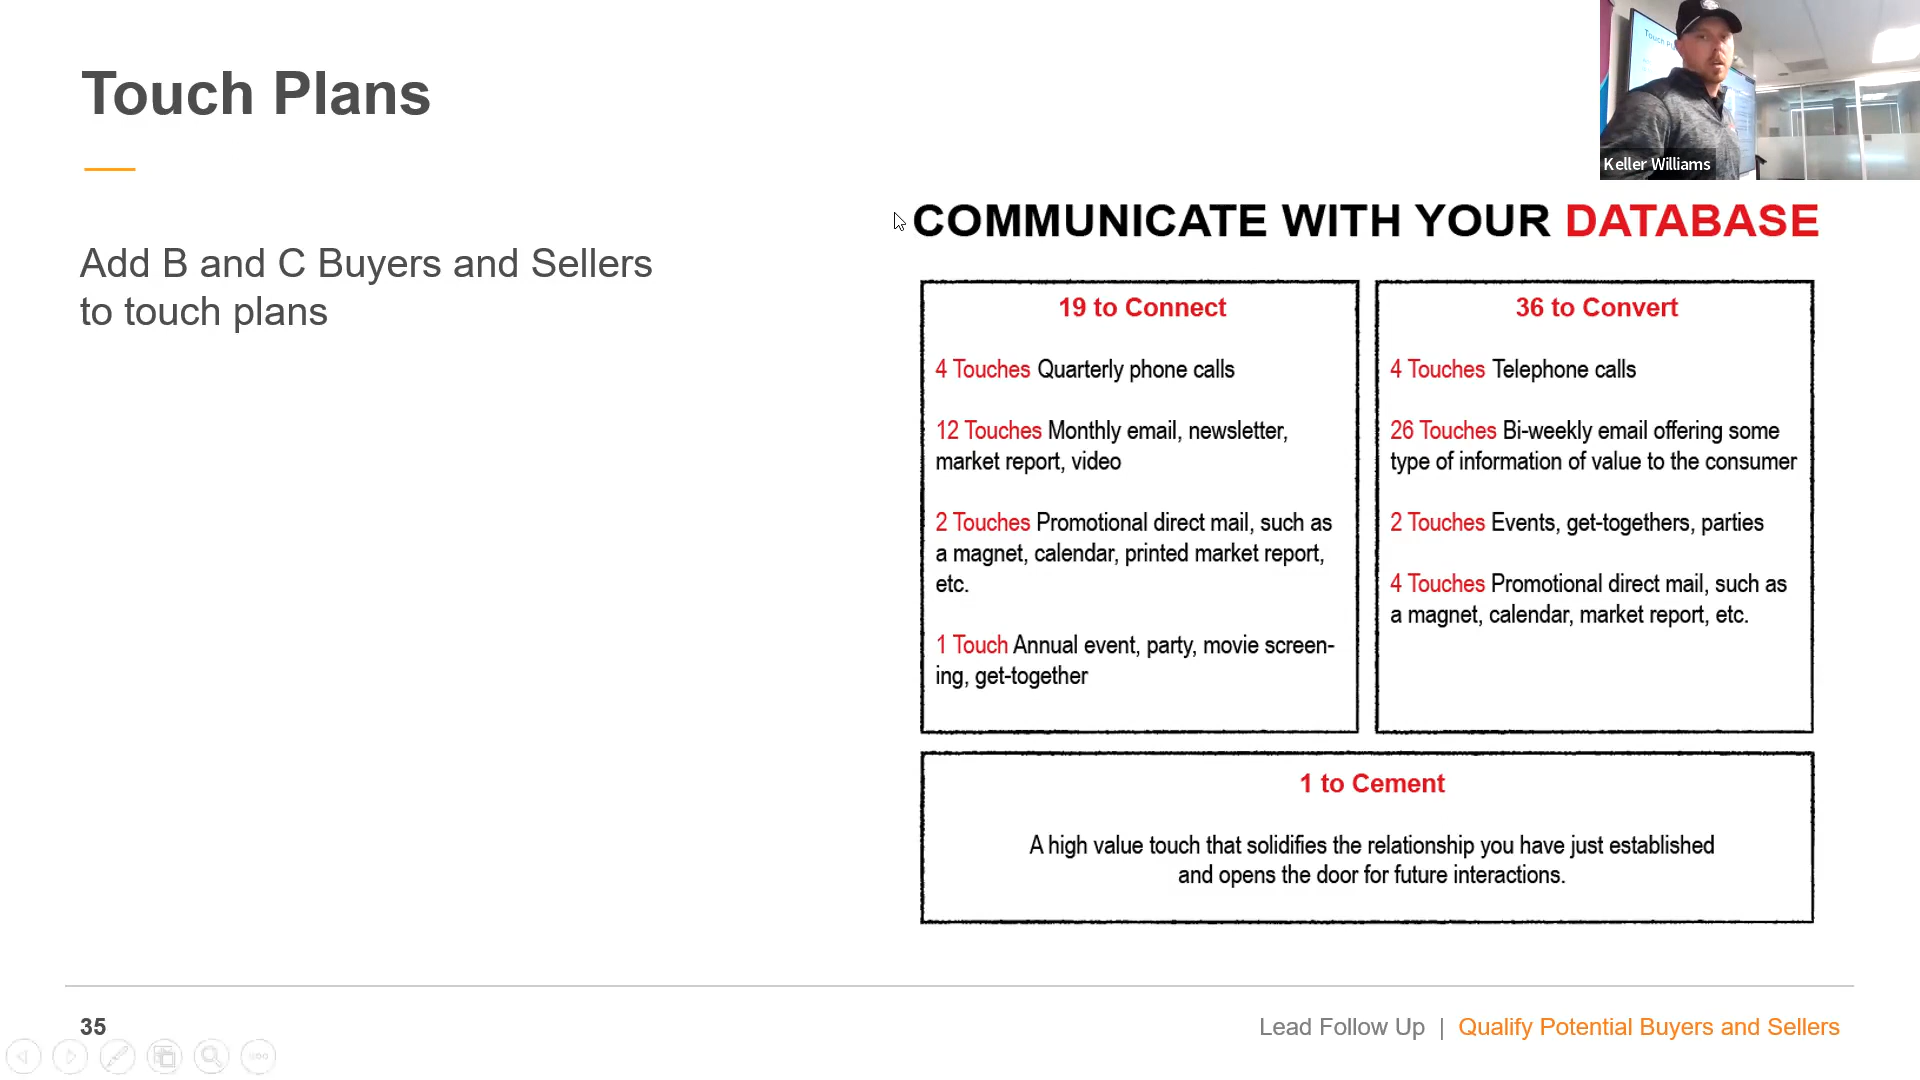 Touch Plans
Add B and C Buyers and Sellers
to touch plans
Keller Williams
COMMUNICATE WITH YOUR DATABASE
19 to Connect
4 Touches Quarterly phone calls
12 Touches Monthly email, newsletter,
market report, video
2 Touches Promotional direct mail, such as
a magnet, calendar, printed market report,
etc.
1 Touch Annual event, party, movie screen-
ing, get-together
36 to Convert
4 Touches Telephone calls
26 Touches Bi-weekly email offering some
type of information of value to the consumer
2 Touches Events, get-togethers, parties
4 Touches Promotional direct mail, such as
a magnet, calendar, market report, etc.
1 to Cement
A high value touch that solidifies the relationship you have just established
and opens the door for future interactions.
35
Lead Follow Up | Qualify Potential Buyers and Sellers